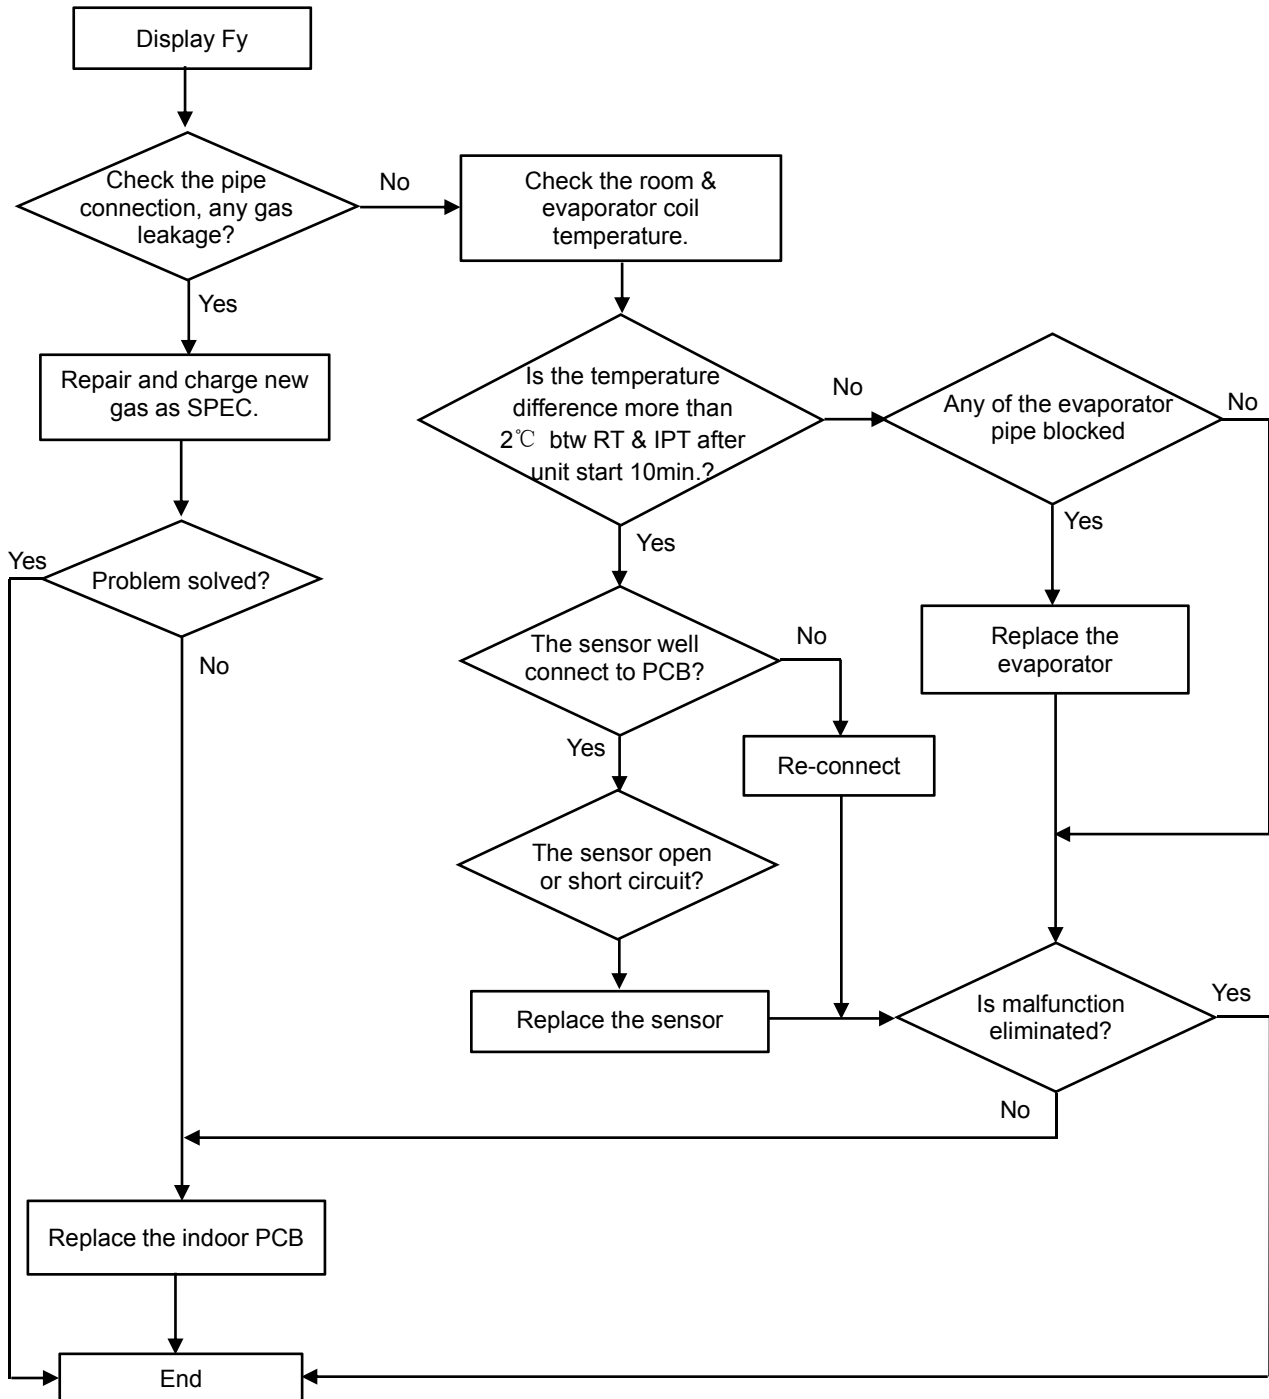 Display Fy
Check the pipe
connection, any gas
leakage?
No
Check the room &
evaporator coil
temperature.
Yes
Repair and charge new
gas as SPEC.
Is the temperature
difference more than
2℃ btw RT & IPT after
unit start 10min.?
No
Any of the evaporator
pipe blocked
No
Yes
Yes
Yes
Problem solved?
No
The sensor well
connect to PCB?
No
Replace the
evaporator
Yes
Re-connect
The sensor open
or short circuit?
Replace the sensor
Is malfunction
eliminated?
Yes
No
Replace the indoor PCB
End